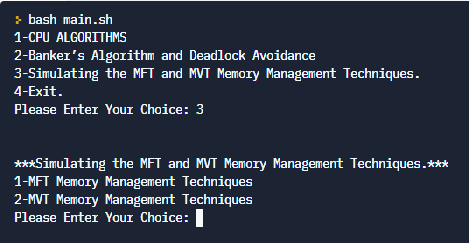 > bash main.sh
1-CPU ALGORITHMS
2-Banker’s Algorithm and Deadlock Avoidance
3-Simulating the MFT and MVT Memory Management Techniques.
4-Exit.
Please Enter Your Choice: 3
***Simulating the MFT and MVT Memory Management Techniques.***
1-MFT Memory Management Techniques
2-MVT Memory Management Techniques
Please Enter Your Choice: